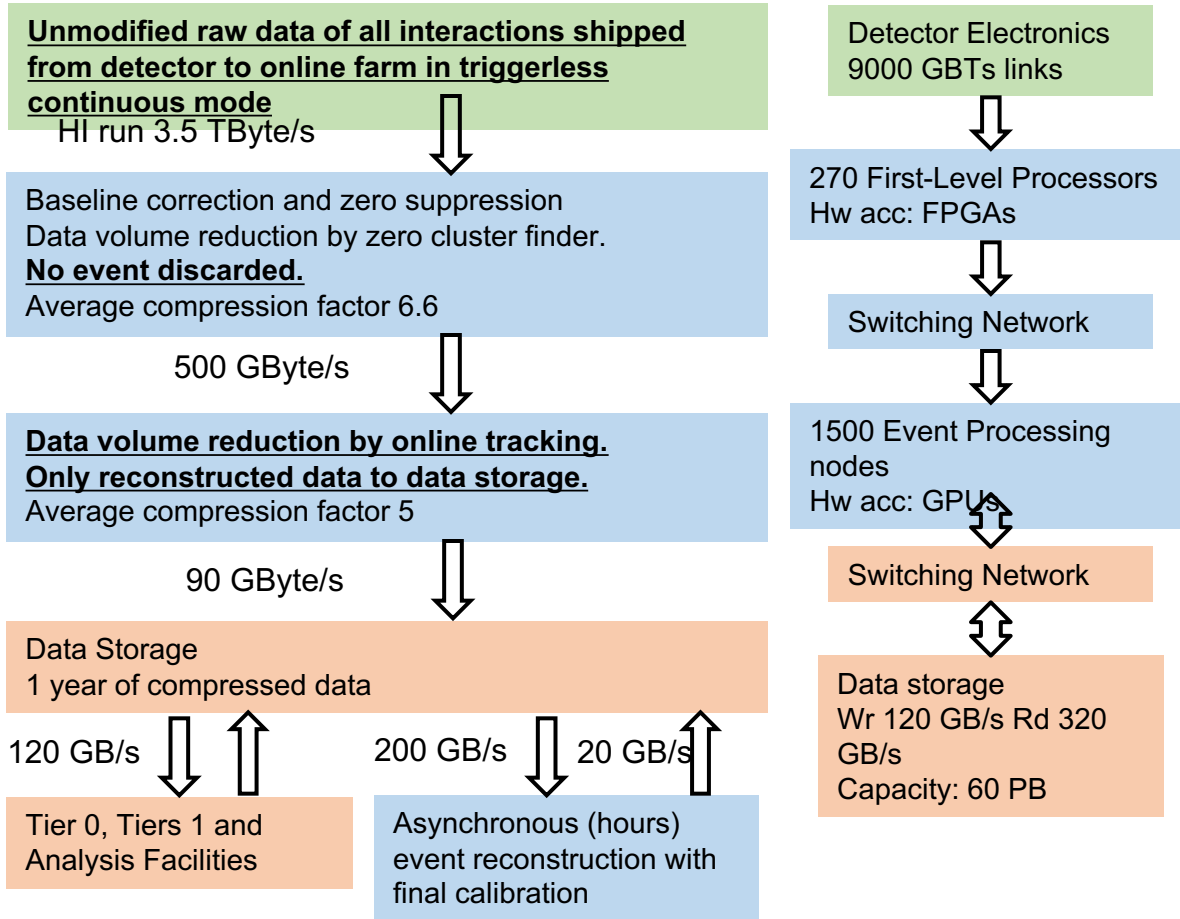 Unmodified raw data of all interactions shipped
from detector to online farm in triggerless
continuous mode
HI run 3.5 TByte/s
Baseline correction and zero suppression
Data volume reduction by zero cluster finder.
No event discarded.
Average compression factor 6.6
500 GByte/s
Data volume reduction by online tracking.
Only reconstructed data to data storage.
Average compression factor 5
90 GByte/s
Data Storage
1 year of compressed data
120 GB/s
200 GB/s
20 GB/s
Tier 0, Tiers 1 and
Analysis Facilities
Asynchronous (hours)
event reconstruction with
final calibration
Detector Electronics
9000 GBTs links
270 First-Level Processors
Hw acc: FPGAs
Switching Network
1500 Event Processing
nodes
Hw acc: GPUs
Switching Network
Data storage
Wr 120 GB/s Rd 320
GB/s
Capacity: 60 PB